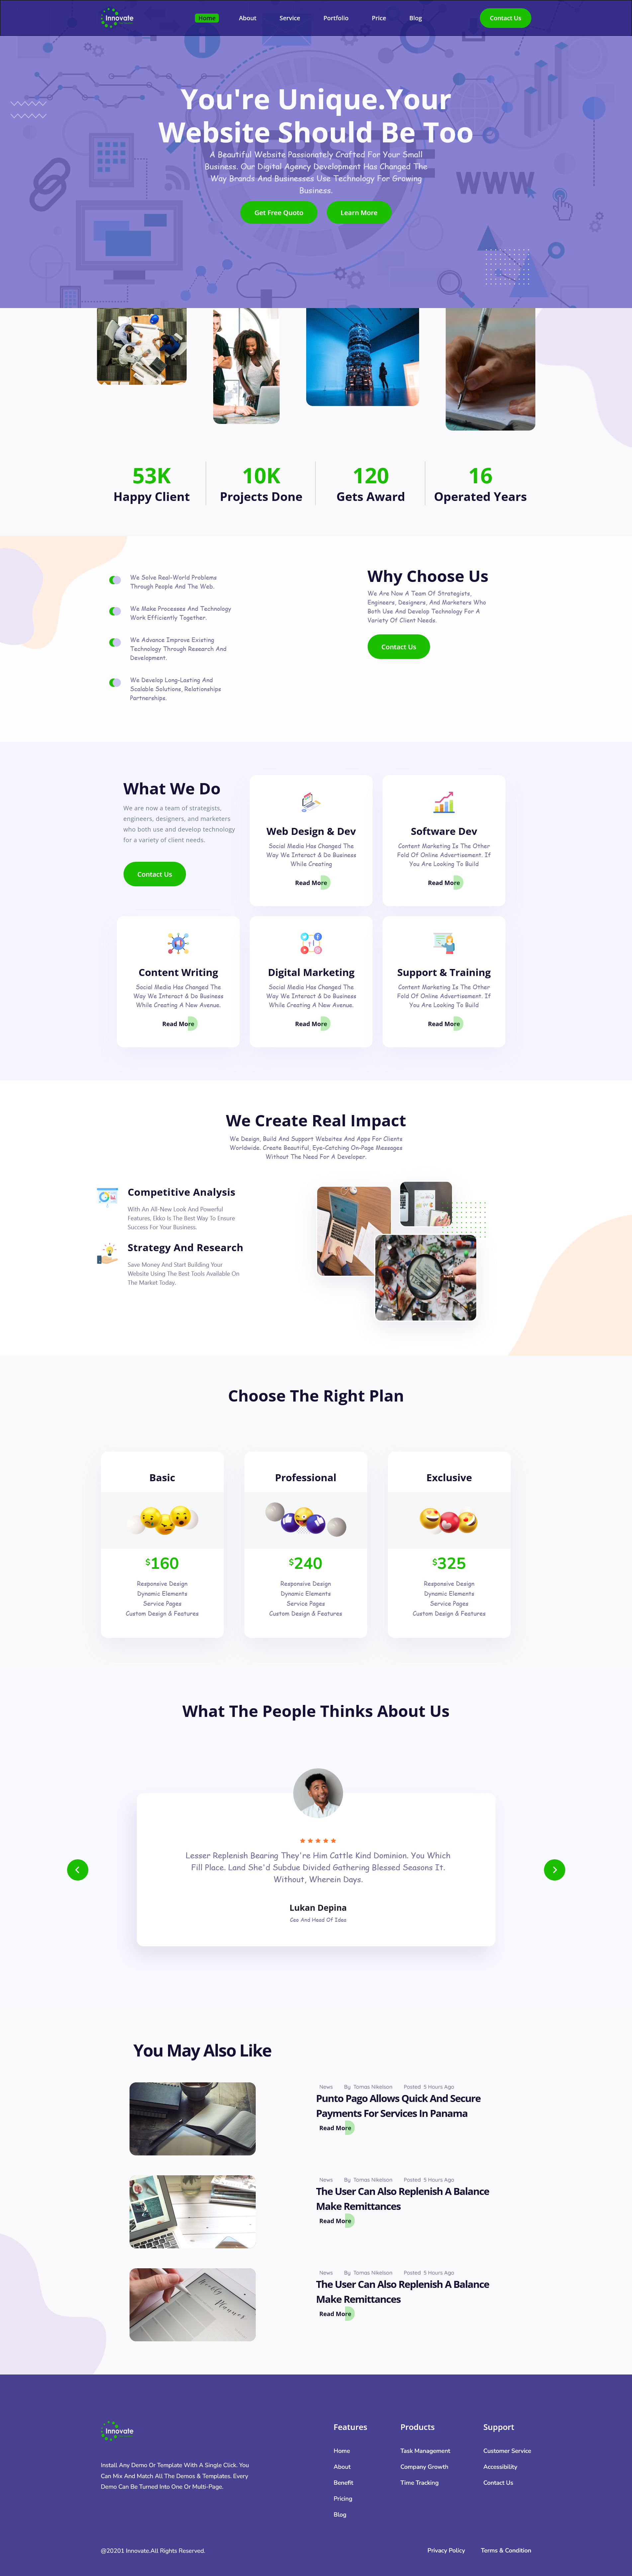 Innovate
Home
About
Service
Portfolio
Price
Blog
Contact Us
You're Unique.Your
Website Should Be Too
A Beautiful Website Passionately Crafted For Your Small
Business. Our Digital Agency Development Has Changed The
Way Brands And Businesses Use Technology For Growing
Business.
Get Free Quoto
Learn More
WWW
53K
Happy Client
10K
Projects Done
120
Gets Award
16
Operated Years
We Solve Real-World Problems
Through People And The Web.
We Make Processes And Technology
Work Efficiently Together.
We Advance Improve Existing
Technology Through Research And
Development.
We Develop Long-Lasting And
Scalable Solutions, Relationships
Partnerships.
Why Choose Us
We Are Now A Team Of Strategists,
Engineers, Designers, And Marketers Who
Both Use And Develop Technology For A
Variety Of Client Needs.
Contact Us
What We Do
We are now a team of strategists,
engineers, designers, and marketers
who both use and develop technology
for a variety of client needs.
Contact Us
Web Design & Dev
Social Media Has Changed The
Way We Interact & Do Business
While Creating
Read More
Software Dev
Content Marketing Is The Other
Fold Of Online Advertisement. If
You Are Looking To Build
Read More
Content Writing
Social Media Has Changed The
Way We Interact & Do Business
While Creating A New Avenue.
Read More
Digital Marketing
Social Media Has Changed The
Way We Interact & Do Business
While Creating A New Avenue.
Read More
Support & Training
Content Marketing Is The Other
Fold Of Online Advertisement. If
You Are Looking To Build
Read More
We Create Real Impact
We Design, Build And Support Websites And Apps For Clients
Worldwide. Create Beautiful, Eye-Catching On-Page Messages
Without The Need For A Developer.
Competitive Analysis
With An All-New Look And Powerful
Features, Ekko Is The Best Way To Ensure
Success For Your Business.
Strategy And Research
Save Money And Start Building Your
Website Using The Best Tools Available On
The Market Today.
Choose The Right Plan
Basic
$160
Responsive Design
Dynamic Elements
Service Pages
Custom Design & Features
Professional
$240
Responsive Design
Dynamic Elements
Service Pages
Custom Design & Features
Exclusive
$325
Responsive Design
Dynamic Elements
Service Pages
Custom Design & Features
What The People Thinks About Us
Lesser Replenish Bearing They're Him Cattle Kind Dominion. You Which
Fill Place. Land She'd Subdue Divided Gathering Blessed Seasons It.
Without, Wherein Days.
Lukan Depina
Ceo And Head Of Idea
You May Also Like
News By Tomas Nikelson Posted 5 Hours Ago
Punto Pago Allows Quick And Secure
Payments For Services In Panama
Read More
News By Tomas Nikelson Posted 5 Hours Ago
The User Can Also Replenish A Balance
Make Remittances
Read More
Weekly Planner
News By Tomas Nikelson Posted 5 Hours Ago
The User Can Also Replenish A Balance
Make Remittances
Read More
Innovate
Install Any Demo Or Template With A Single Click. You
Can Mix And Match All The Demos & Templates. Every
Demo Can Be Turned Into One Or Multi-Page.
Features
Home
About
Benefit
Pricing
Blog
Products
Task Management
Company Growth
Time Tracking
Support
Customer Service
Accessibility
Contact Us
@20201 Innovate.All Rights Reserved.
Privacy Policy
Terms & Condition